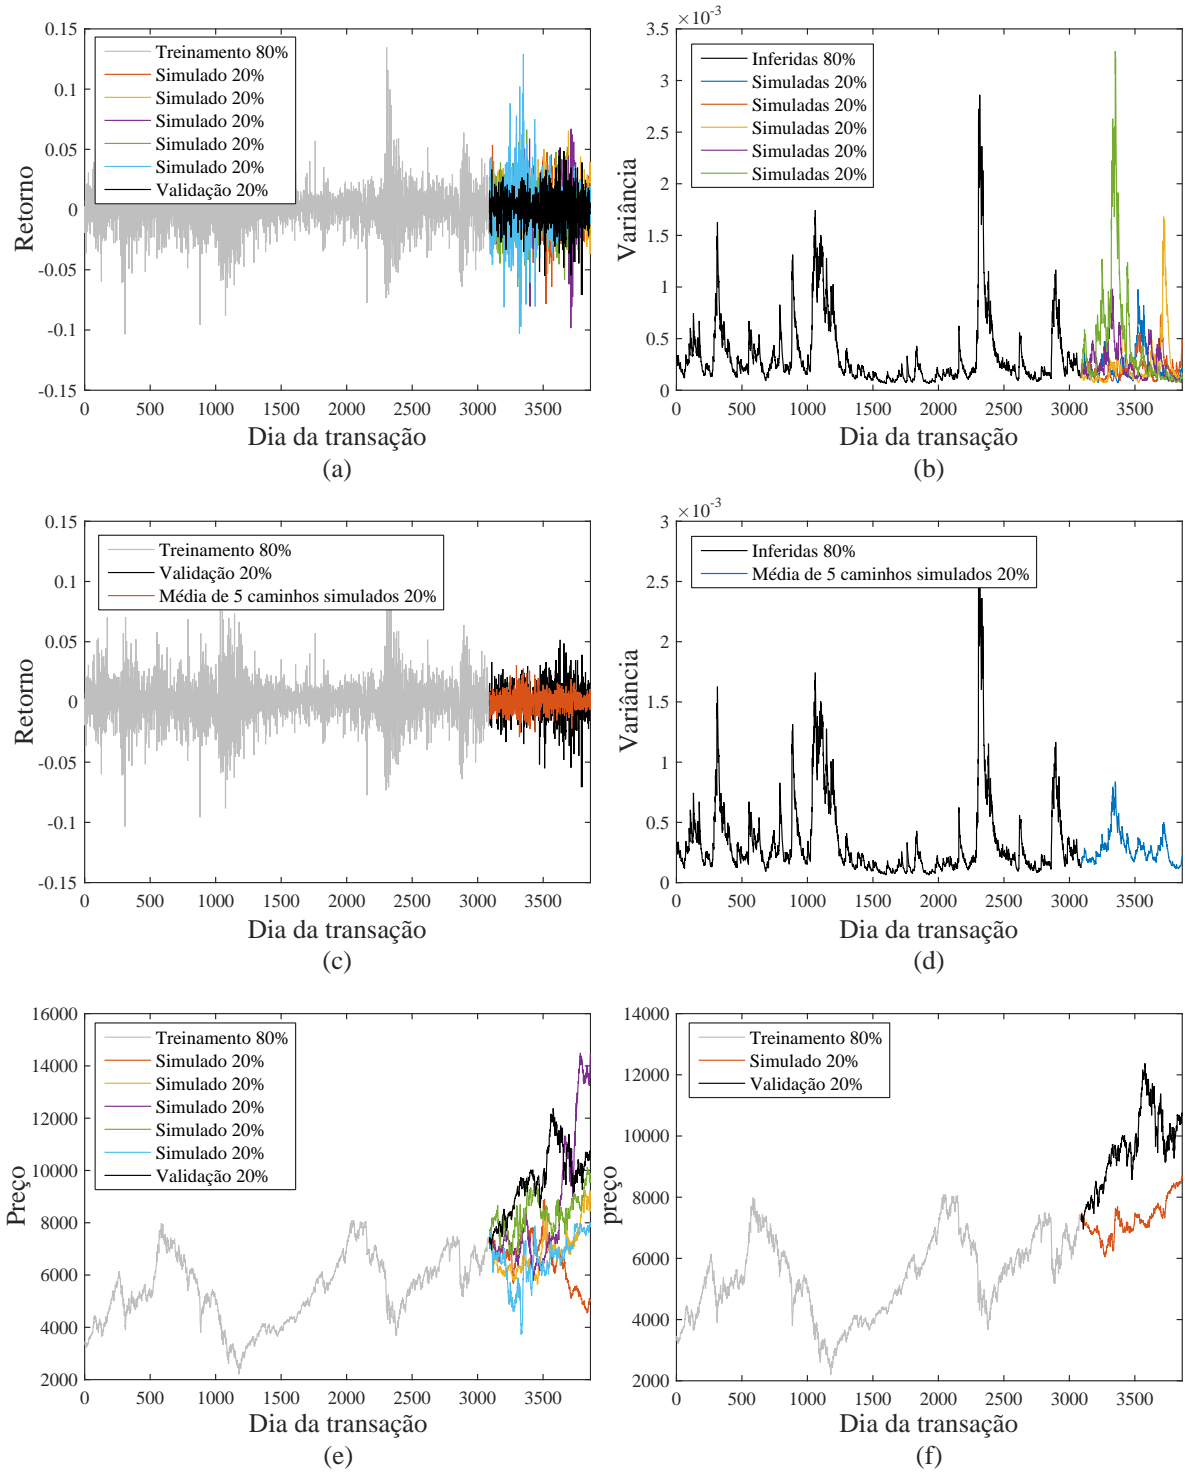 0.15
0.1
0.05
0
-0.05
-0.1
-0.15
Retorno
Treinamento 80%
Simulado 20%
Simulado 20%
Simulado 20%
Simulado 20%
Simulado 20%
Validação 20%
0 500 1000 1500 2000 2500 3000 3500
Dia da transação
(a)
×10⁻³
3.5
3
2.5
2
1.5
1
0.5
0
Variância
Inferidas 80%
Simuladas 20%
Simuladas 20%
Simuladas 20%
Simuladas 20%
Simuladas 20%
0 500 1000 1500 2000 2500 3000 3500
Dia da transação
(b)
0.15
0.1
0.05
0
-0.05
-0.1
-0.15
Retorno
Treinamento 80%
Validação 20%
Média de 5 caminhos simulados 20%
0 500 1000 1500 2000 2500 3000 3500
Dia da transação
(c)
×10⁻³
3
2.5
2
1.5
1
0.5
0
Variância
Inferidas 80%
Média de 5 caminhos simulados 20%
0 500 1000 1500 2000 2500 3000 3500
Dia da transação
(d)
16000
14000
12000
10000
8000
6000
4000
2000
Preço
Treinamento 80%
Simulado 20%
Simulado 20%
Simulado 20%
Simulado 20%
Simulado 20%
Validação 20%
0 500 1000 1500 2000 2500 3000 3500
Dia da transação
(e)
14000
12000
10000
8000
6000
4000
2000
preço
Treinamento 80%
Simulado 20%
Validação 20%
0 500 1000 1500 2000 2500 3000 3500
Dia da transação
(f)